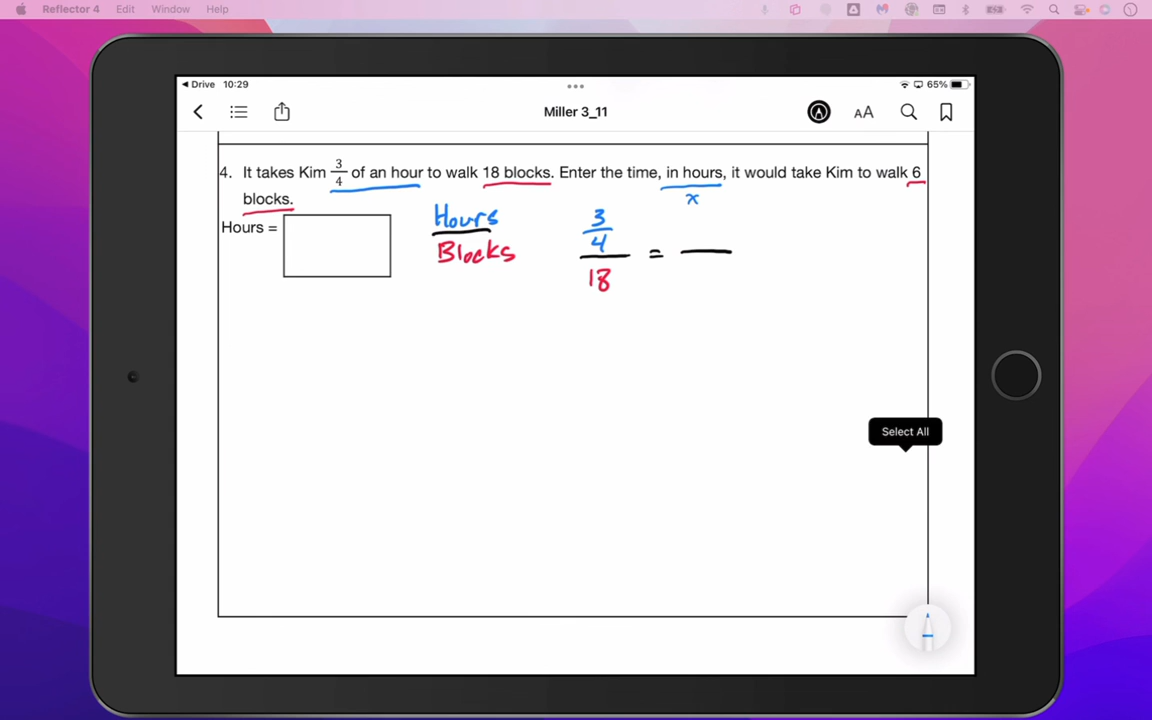 Reflector 4 Edit Window Help
Drive 10:29 65%
Miller 3_11
AA
4. It takes Kim 3/4 of an hour to walk 18 blocks. Enter the time, in hours, it would take Kim to walk 6
blocks.
x
Hours =
Hours
Blocks
3/4
18
=
Select All